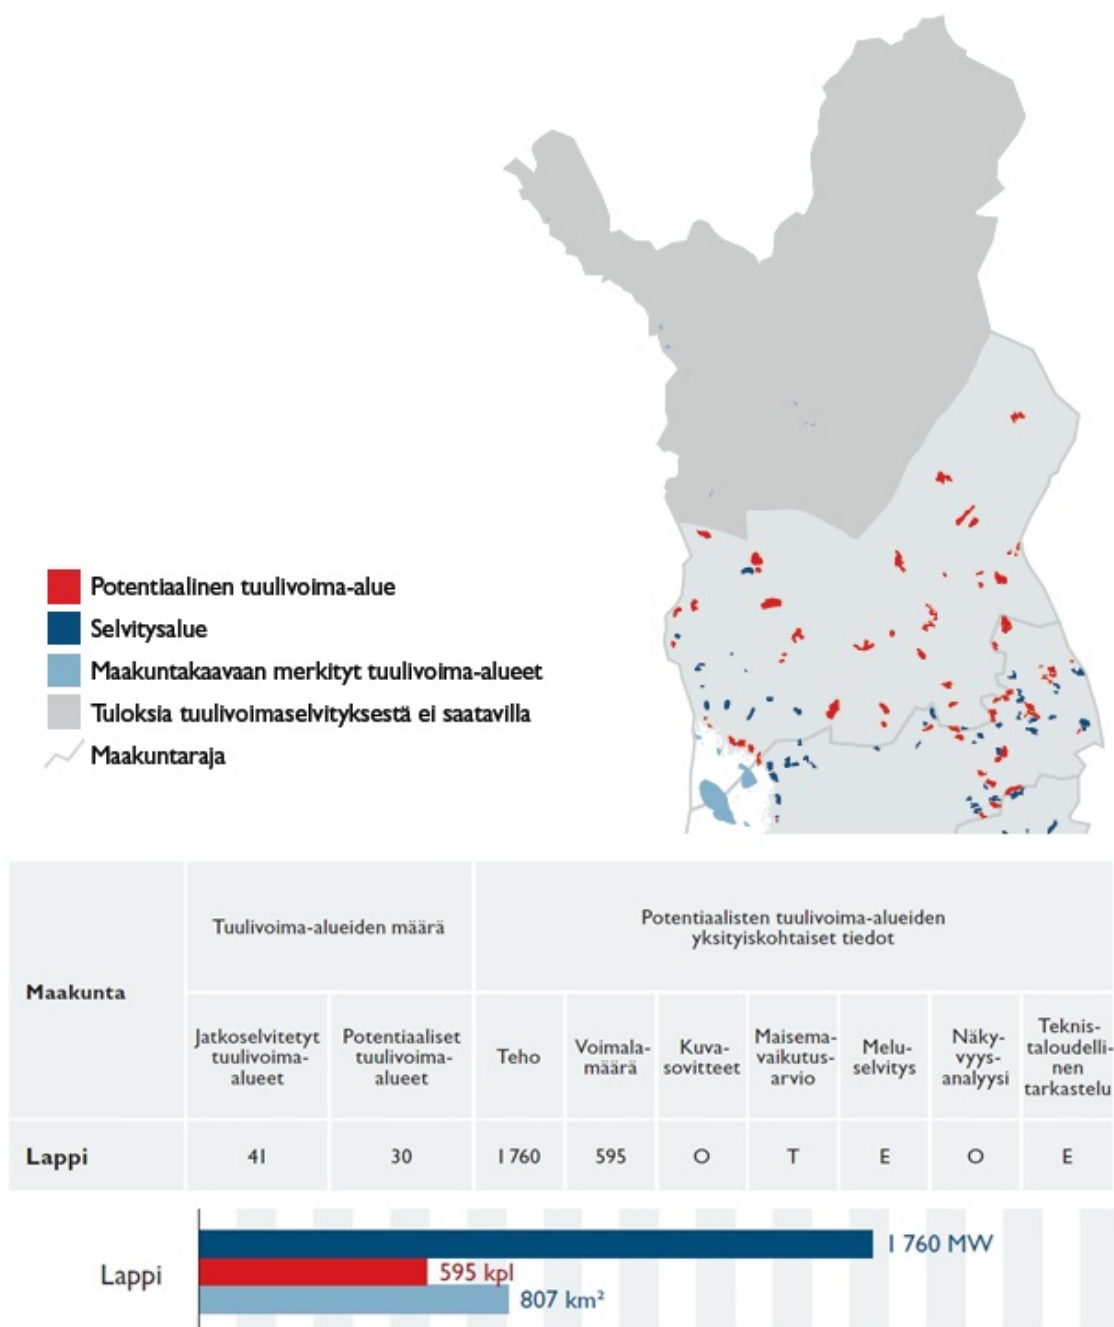 Potentiaalinen tuulivoima-alue
Selvitysalue
Maakuntakaavaan merkityt tuulivoima-alueet
Tuloksia tuulivoimaselvityksestä ei saatavilla
Maakuntaraja
Maakunta
Tuulivoima-alueiden määrä
Potentiaalisten tuulivoima-alueiden
yksityiskohtaiset tiedot
Jatkoselvitetyt
tuulivoima-
alueet
Potentiaaliset
tuulivoima-
alueet
Teho
Voimala-
määrä
Kuva-
sovitteet
Maisema-
vaikutus-
arvio
Melu-
selvitys
Näky-
vyys-
analyysi
Teknis-
taloudelli-
nen
tarkastelu
Lappi 41 30 1 760 595 O T E O E
Lappi
1 760 MW
595 kpl
807 km²